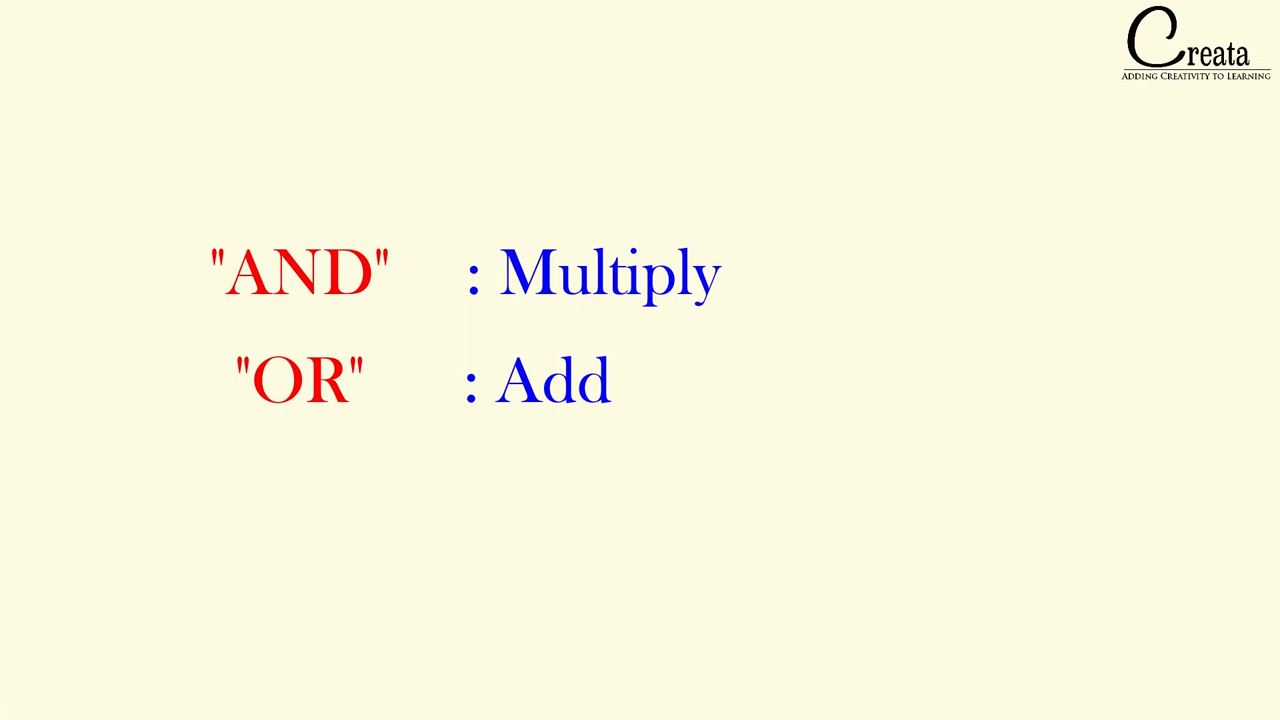 Creata
ADDING CREATIVITY TO LEARNING
"AND" : Multiply
"OR" : Add